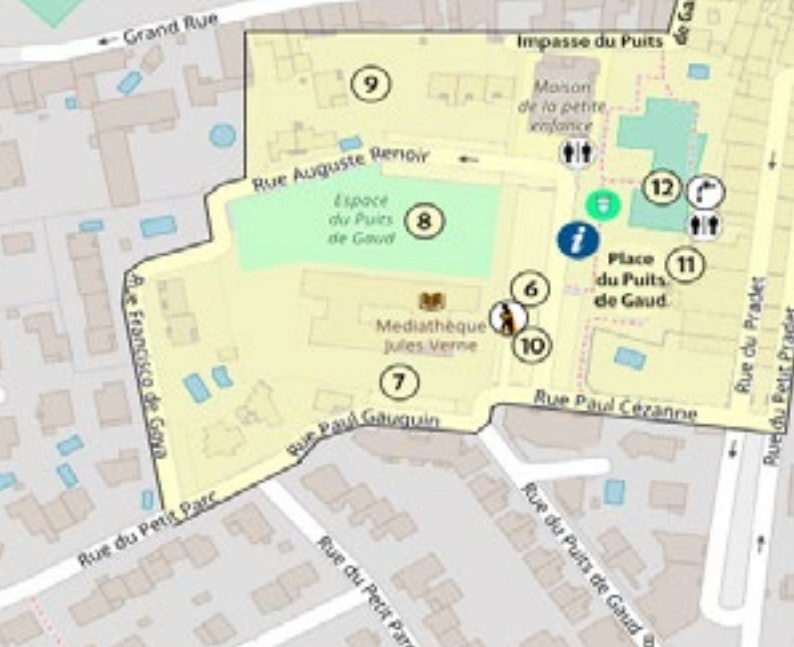 Grand Rue
Impasse du Puits
de Ga
9
Maison
de la petite
enfance
Rue Auguste Renoir
12
Espace
du Puits
de Gaud
8
i
11
Place
du Puits
de Gaud
6
Mediathèque
Jules Verne
10
7
Rue Francisco de Goya
Rue Paul Gauguin
Rue Paul Cézanne
Rue du Pradet
Rue du Petit Pradet
Rue du Petit Parc
Rue du Petit Parc
Rue du Puits de Gaud